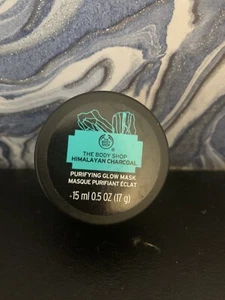 THE BODY SHOP
HIMALAYAN CHARCOAL
PURIFYING GLOW MASK
MASQUE PURIFIANT ÉCLAT
15 ml 0.5 OZ (17 g)